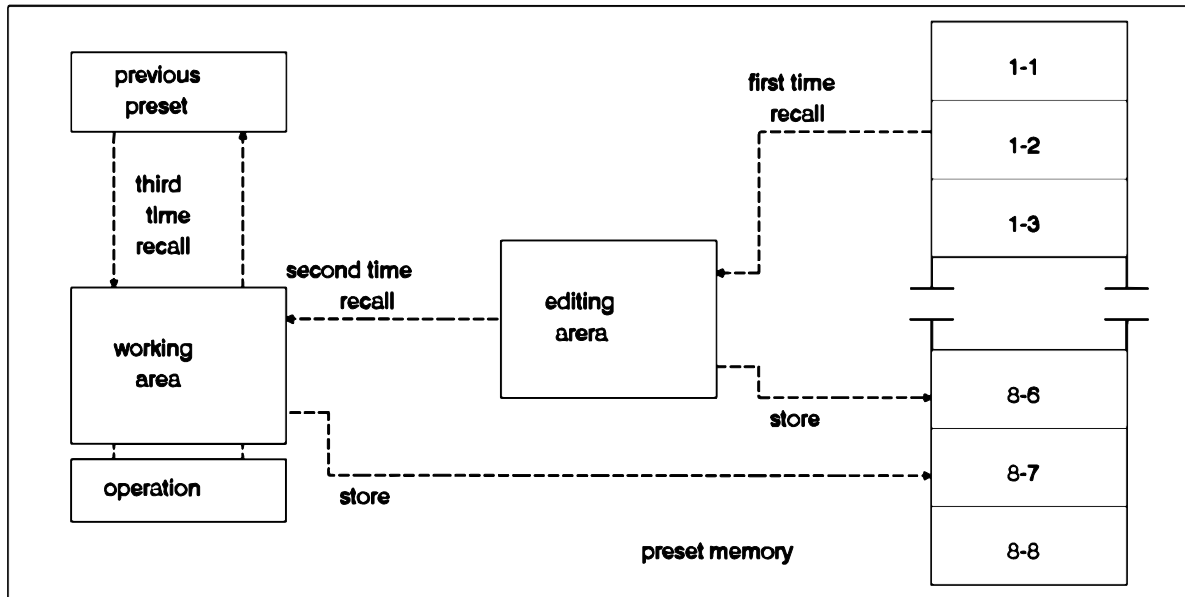 previous
preset
third
time
recall
working
area
operation
second time
recall
store
editing
arera
first time
recall
store
preset memory
1-1
1-2
1-3
8-6
8-7
8-8